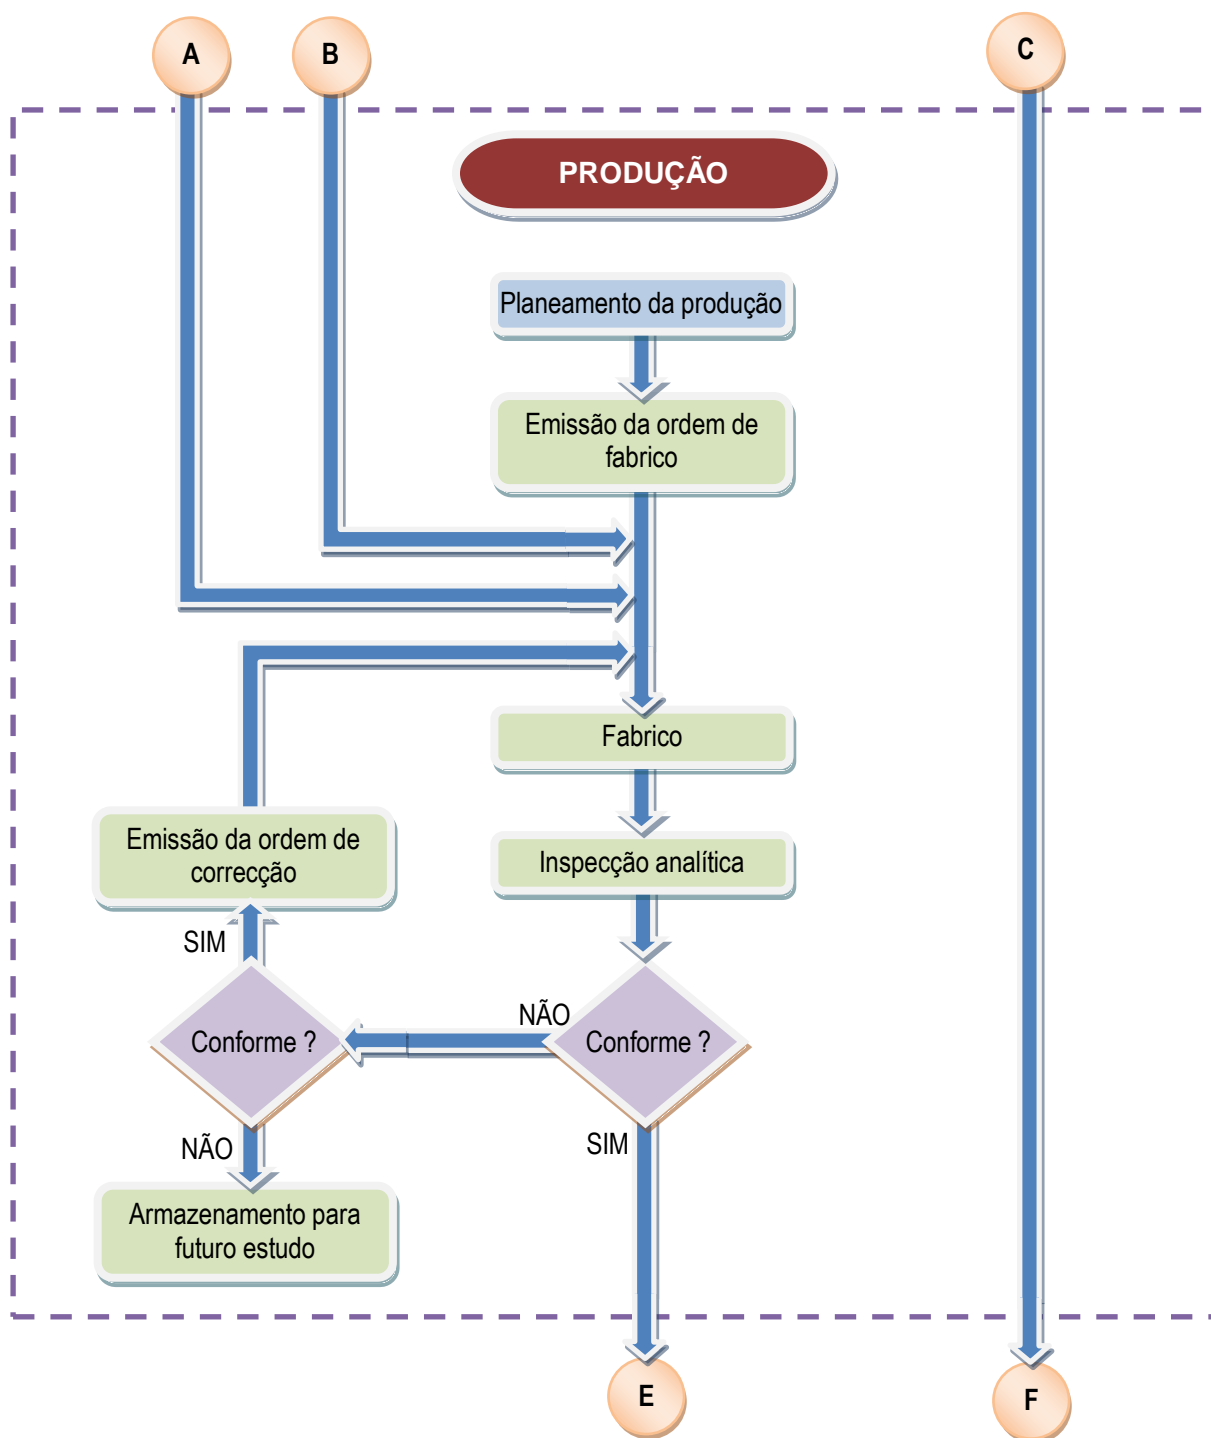 A
B
C
PRODUÇÃO
Planeamento da produção
Emissão da ordem de
fabrico
Fabrico
Emissão da ordem de
correcção
Inspecção analítica
SIM
NÃO
Conforme ?
Conforme ?
NÃO
SIM
Armazenamento para
futuro estudo
E
F